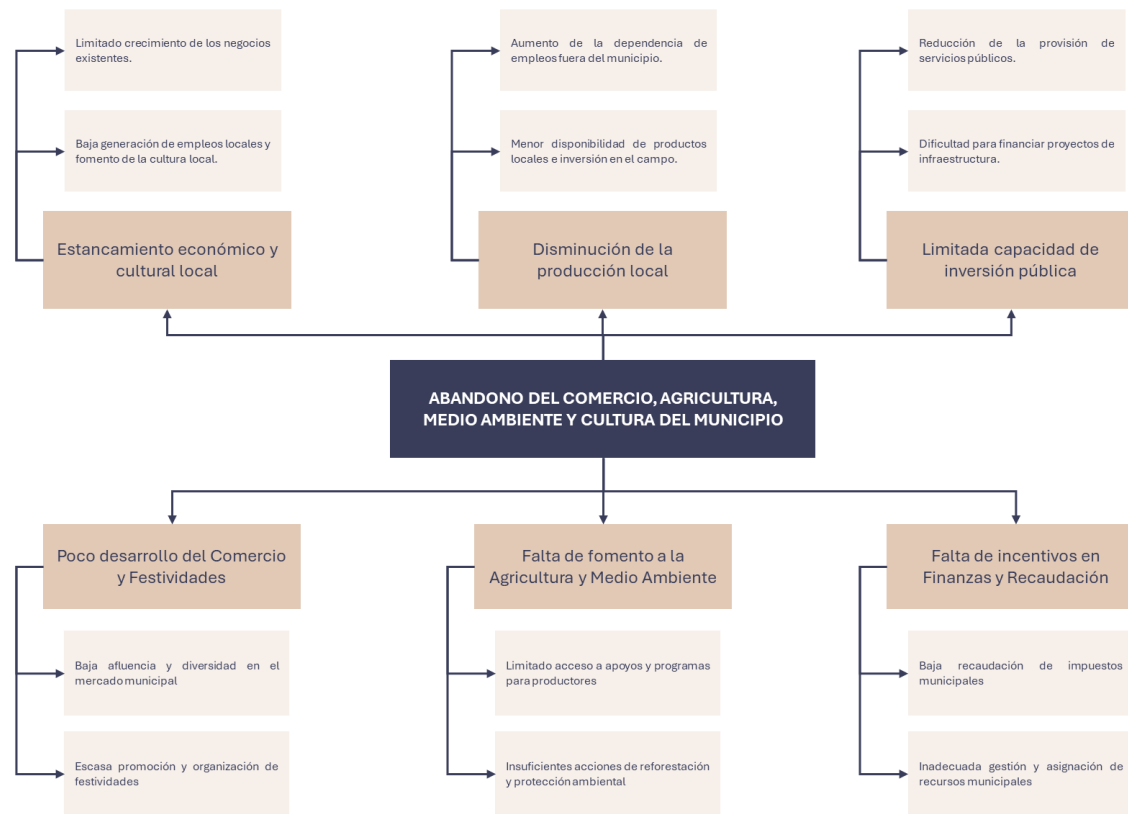 Limitado crecimiento de los negocios
existentes.
Aumento de la dependencia de
empleos fuera del municipio.
Reducción de la provisión de
servicios públicos.
Baja generación de empleos locales y
fomento de la cultura local.
Menor disponibilidad de productos
locales e inversión en el campo.
Dificultad para financiar proyectos de
infraestructura.
Estancamiento económico y
cultural local
Disminución de la
producción local
Limitada capacidad de
inversión pública
ABANDONO DEL COMERCIO, AGRICULTURA,
MEDIO AMBIENTE Y CULTURA DEL MUNICIPIO
Poco desarrollo del Comercio
y Festividades
Falta de fomento a la
Agricultura y Medio Ambiente
Falta de incentivos en
Finanzas y Recaudación
Baja afluencia y diversidad en el
mercado municipal
Limitado acceso a apoyos y programas
para productores
Baja recaudación de impuestos
municipales
Escasa promoción y organización de
festividades
Insuficientes acciones de reforestación
y protección ambiental
Inadecuada gestión y asignación de
recursos municipales